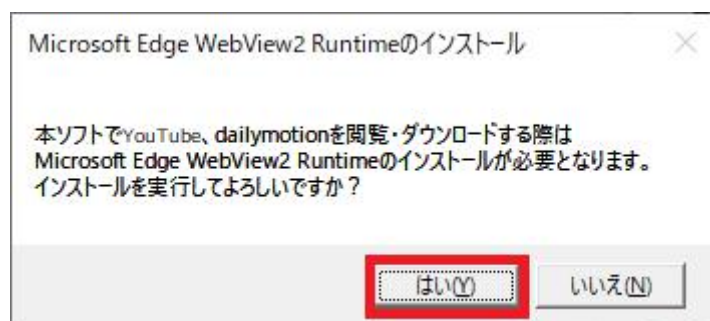 Microsoft Edge WebView2 Runtimeのインストール
本ソフトでYouTube、dailymotionを閲覧・ダウンロードする際は
Microsoft Edge WebView2 Runtimeのインストールが必要となります。
インストールを実行してよろしいですか？
はい(Y) いいえ(N)